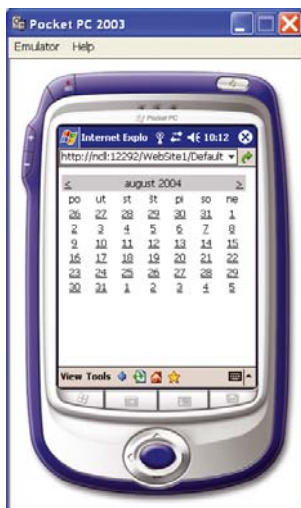 Pocket PC 2003
Emulator Help
Pocket PC
Internet Explo 10:12
http://ncll:12292/WebSite1/Default
< august 2004 >
po ut st št pi so ne
26 27 28 29 30 31 1
2 3 4 5 6 7 8
9 10 11 12 13 14 15
16 17 18 19 20 21 22
23 24 25 26 27 28 29
30 31 1 2 3 4 5
View Tools